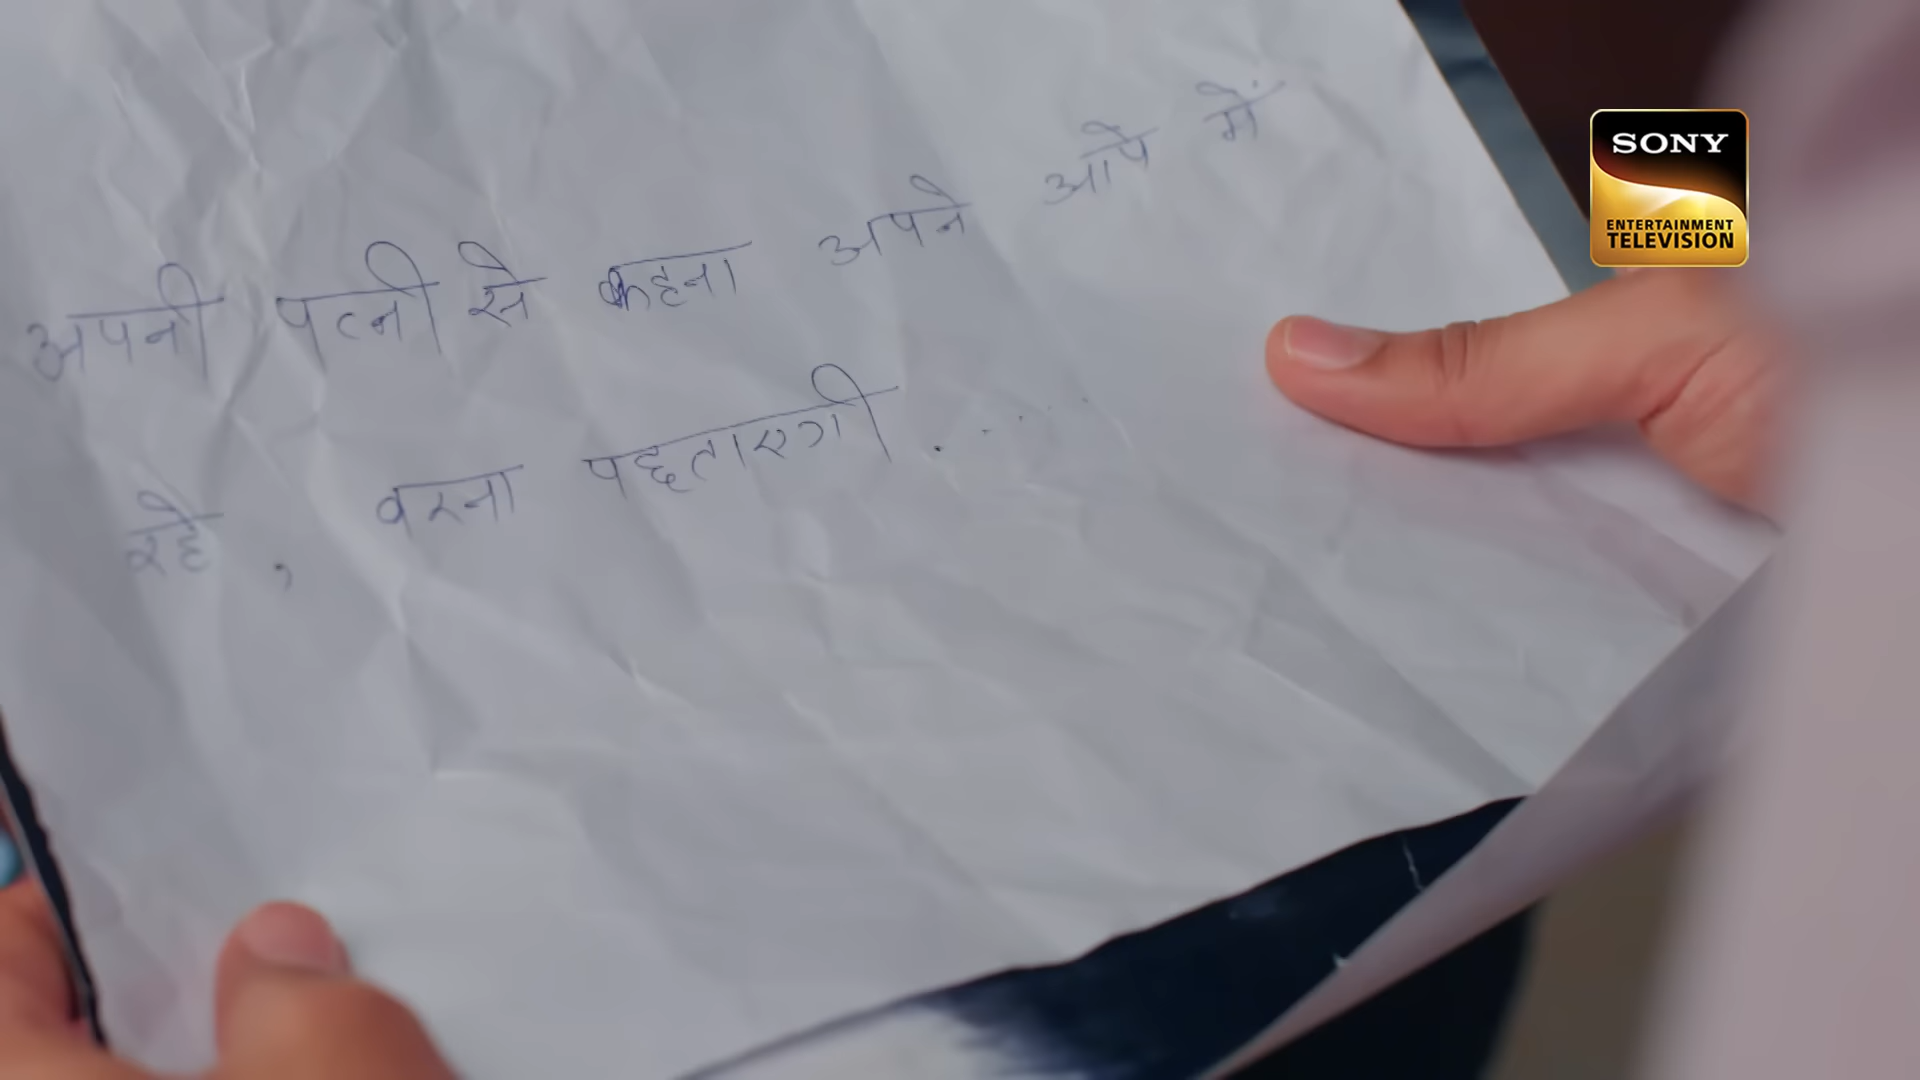 अपनी पत्नी से कहना अपने आपे में
रहे, वरना पछताएगी ....
SONY
ENTERTAINMENT
TELEVISION